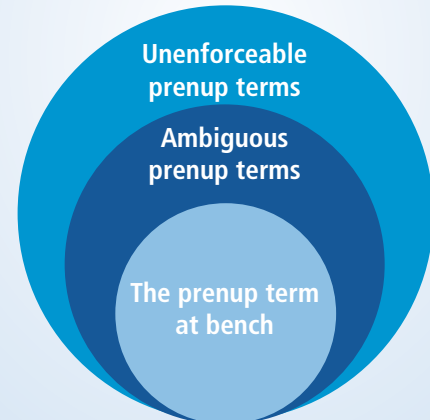 Unenforceable
prenup terms
Ambiguous
prenup terms
The prenup term
at bench